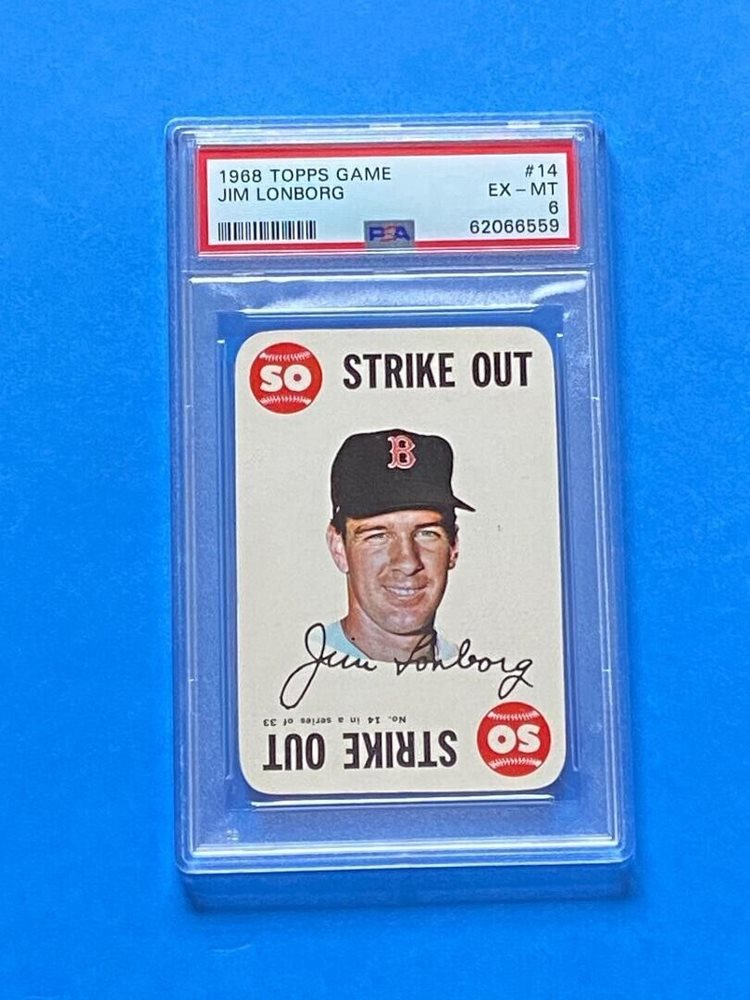 1968 TOPPS GAME #14
JIM LONBORG EX - MT
6
PSA 62066559
SO STRIKE OUT
B
Jim Lonborg
No. 14 in a series of 33
STRIKE OUT SO